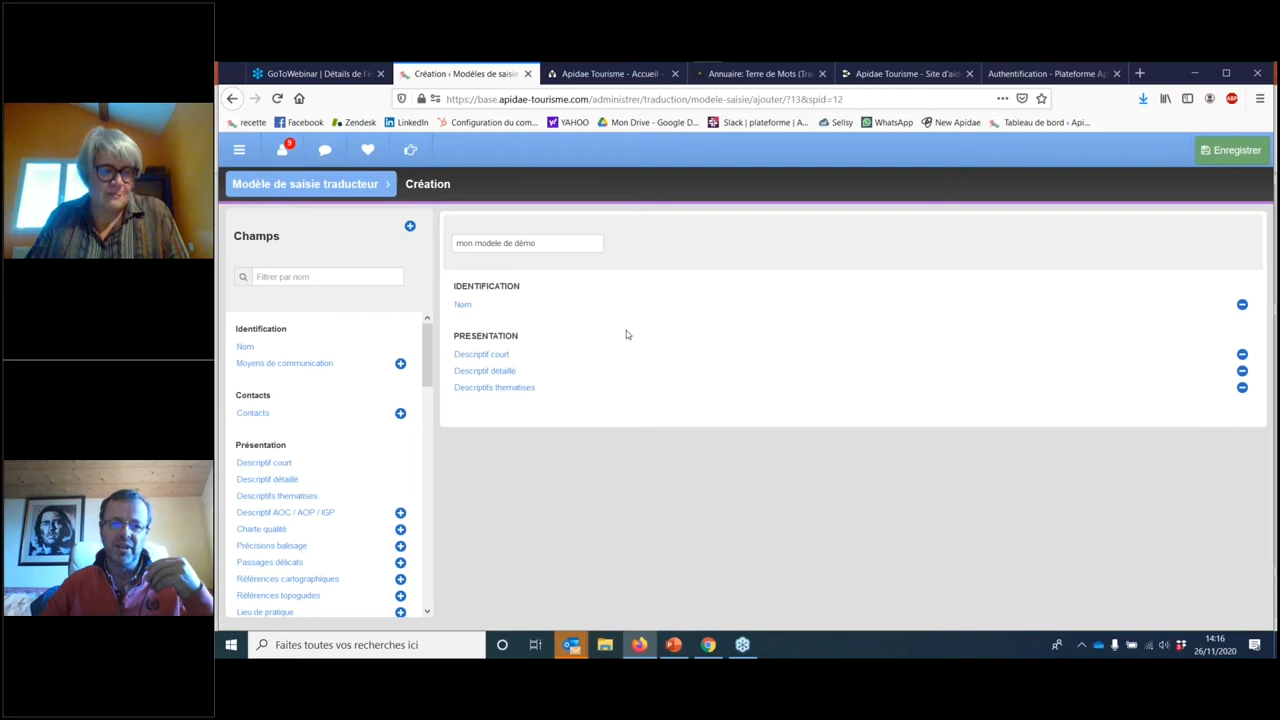 GoToWebinar | Détails de l'é
Création ‹ Modèles de saisie
Apidae Tourisme - Accueil -
Annuaire: Terre de Mots (Trad
Apidae Tourisme - Site d'aid
Authentification - Plateforme Ap
https://base.apidae-tourisme.com/administrer/traduction/modele-saisie/ajouter/?13&spid=12
recette
Facebook
Zendesk
LinkedIn
Configuration du com...
YAHOO
Mon Drive - Google D...
Slack | plateforme | A...
Sellsy
WhatsApp
New Apidae
Tableau de bord ‹ Api...
9
Enregistrer
Modèle de saisie traducteur
Création
Champs
Filtrer par nom
Identification
Nom
Moyens de communication
Contacts
Contacts
Présentation
Descriptif court
Descriptif détaillé
Descriptifs thematises
Descriptif AOC / AOP / IGP
Charte qualité
Précisions balisage
Passages délicats
Références cartographiques
Références topoguides
Lieu de pratique
mon modele de démo
IDENTIFICATION
Nom
PRESENTATION
Descriptif court
Descriptif détaillé
Descriptifs thematises
Faites toutes vos recherches ici
14:16
26/11/2020